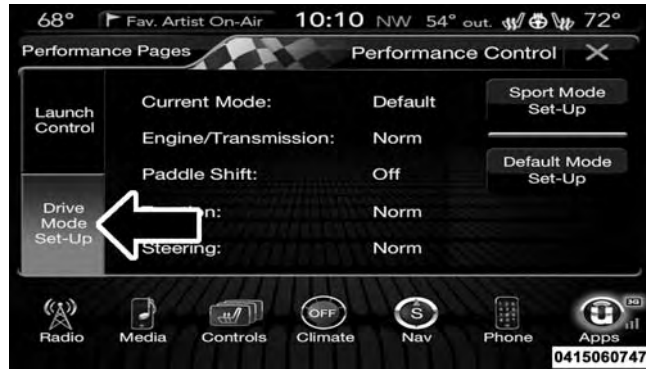 68° Fav. Artist On-Air 10:10 NW 54° out. 72°
Performance Pages Performance Control
Launch
Control
Current Mode: Default
Engine/Transmission: Norm
Paddle Shift: Off
Norm
Steering: Norm
Sport Mode
Set-Up
Default Mode
Set-Up
Drive
Mode
Set-Up
OFF S U 3G
Radio Media Controls Climate Nav Phone Apps
0415060747